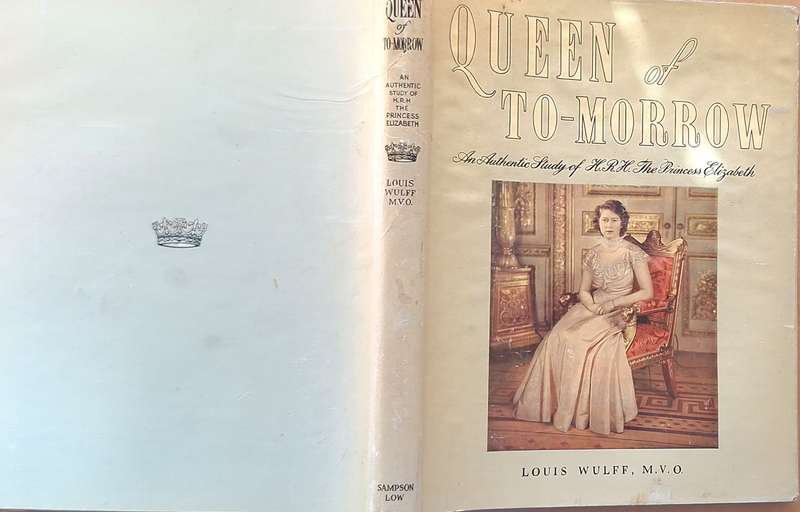 QUEEN
of
TO-MORROW
AN
AUTHENTIC
STUDY OF
H.R.H
THE
PRINCESS
ELIZABETH
LOUIS
WULFF
M.V.O.
SAMPSON
LOW
QUEEN of
TO-MORROW
An Authentic Study of H.R.H. The Princess Elizabeth
LOUIS WULFF, M.V.O.